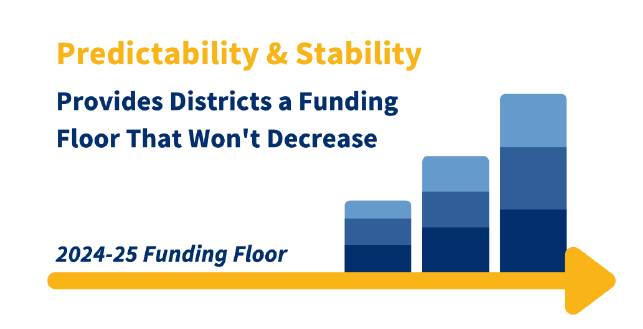 Predictability & Stability
Provides Districts a Funding
Floor That Won't Decrease
2024-25 Funding Floor